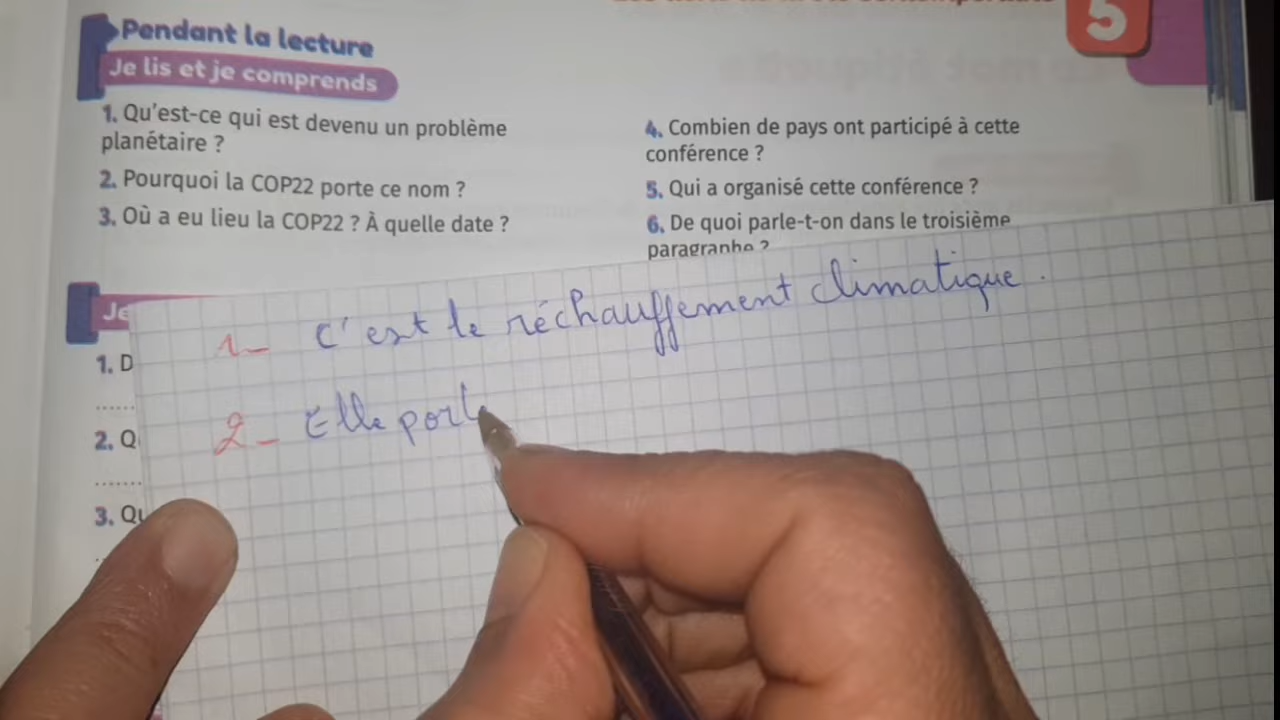 5
Pendant la lecture
Je lis et je comprends
1. Qu'est-ce qui est devenu un problème
planétaire ?
2. Pourquoi la COP22 porte ce nom ?
3. Où a eu lieu la COP22 ? À quelle date ?
4. Combien de pays ont participé à cette
conférence ?
5. Qui a organisé cette conférence ?
6. De quoi parle-t-on dans le troisième
paragraphe ?
Je
1. D
2. Q
3. Qu
1- C'est le réchauffement climatique.
2- Elle porte